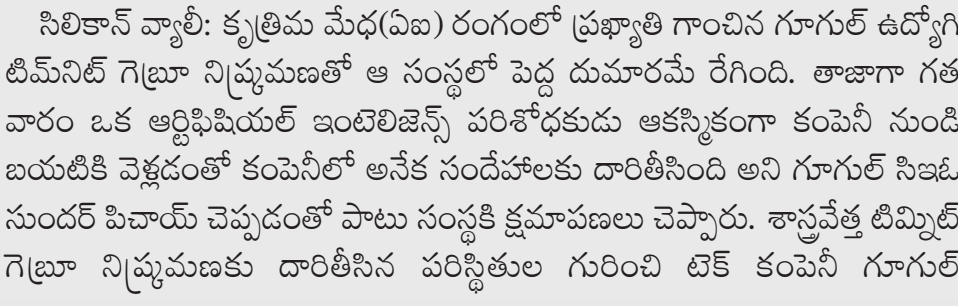 సిలికాన్ వ్యాలీ: కృత్రిమ మేధ(ఏఐ) రంగంలో ప్రఖ్యాతి గాంచిన గూగుల్ ఉద్యోగి
టిమ్‌నిట్ గెబ్రూ నిష్క్రమణతో ఆ సంస్థలో పెద్ద దుమారమే రేగింది. తాజాగా గత
వారం ఒక ఆర్టిఫిషియల్ ఇంటెలిజెన్స్ పరిశోధకుడు ఆకస్మికంగా కంపెనీ నుండి
బయటికి వెళ్లడంతో కంపెనీలో అనేక సందేహాలకు దారితీసింది అని గూగుల్ సిఇఓ
సుందర్ పిచాయ్ చెప్పడంతో పాటు సంస్థకి క్షమాపణలు చెప్పారు. శాస్త్రవేత్త టిమ్నిట్
గెబ్రూ నిష్క్రమణకు దారితీసిన పరిస్థితుల గురించి టెక్ కంపెనీ గూగుల్